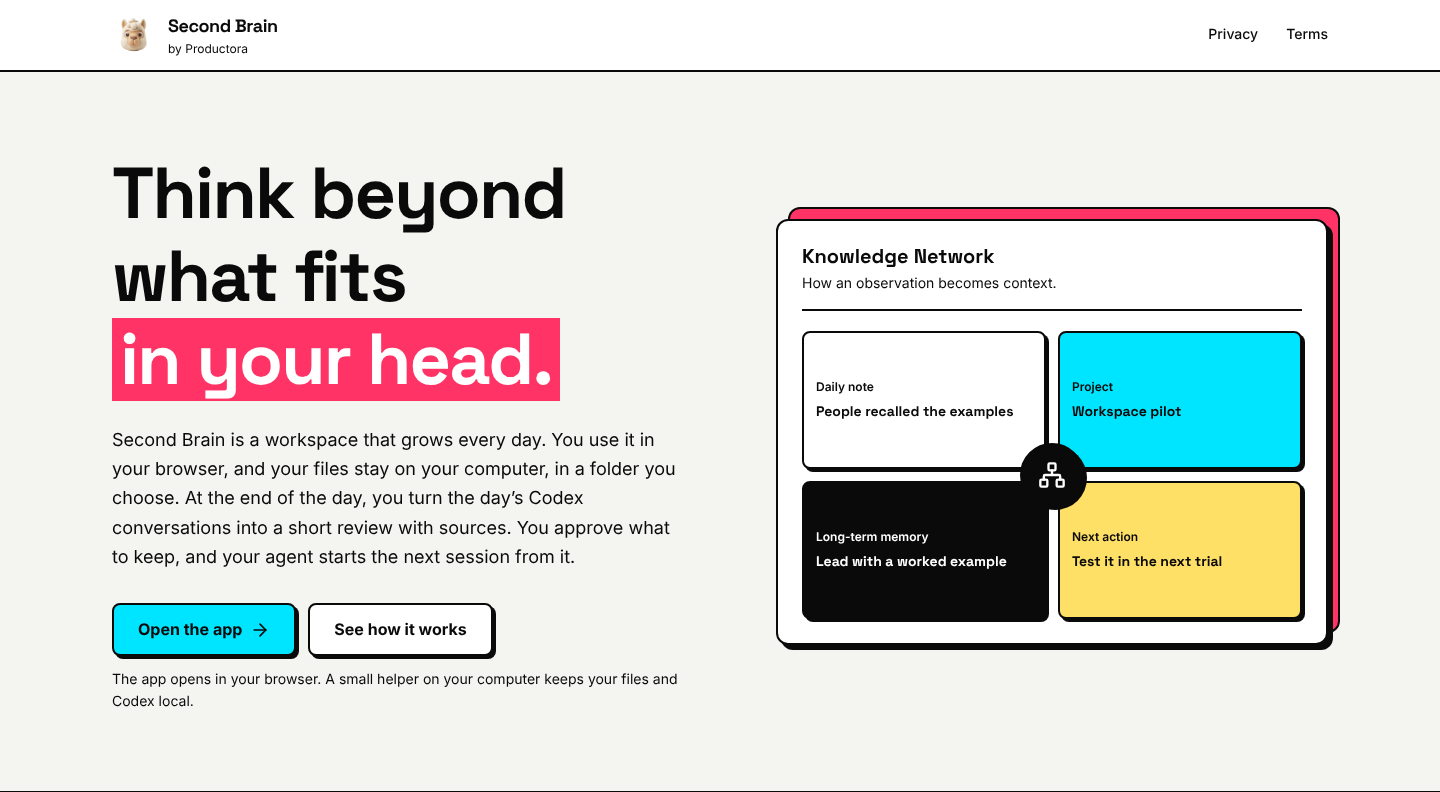 Second Brain
by Productora
Privacy
Terms
Think beyond
what fits
in your head.
Second Brain is a workspace that grows every day. You use it in
your browser, and your files stay on your computer, in a folder you
choose. At the end of the day, you turn the day’s Codex
conversations into a short review with sources. You approve what
to keep, and your agent starts the next session from it.
Open the app
See how it works
The app opens in your browser. A small helper on your computer keeps your files and
Codex local.
Knowledge Network
How an observation becomes context.
Daily note
People recalled the examples
Project
Workspace pilot
Long-term memory
Lead with a worked example
Next action
Test it in the next trial